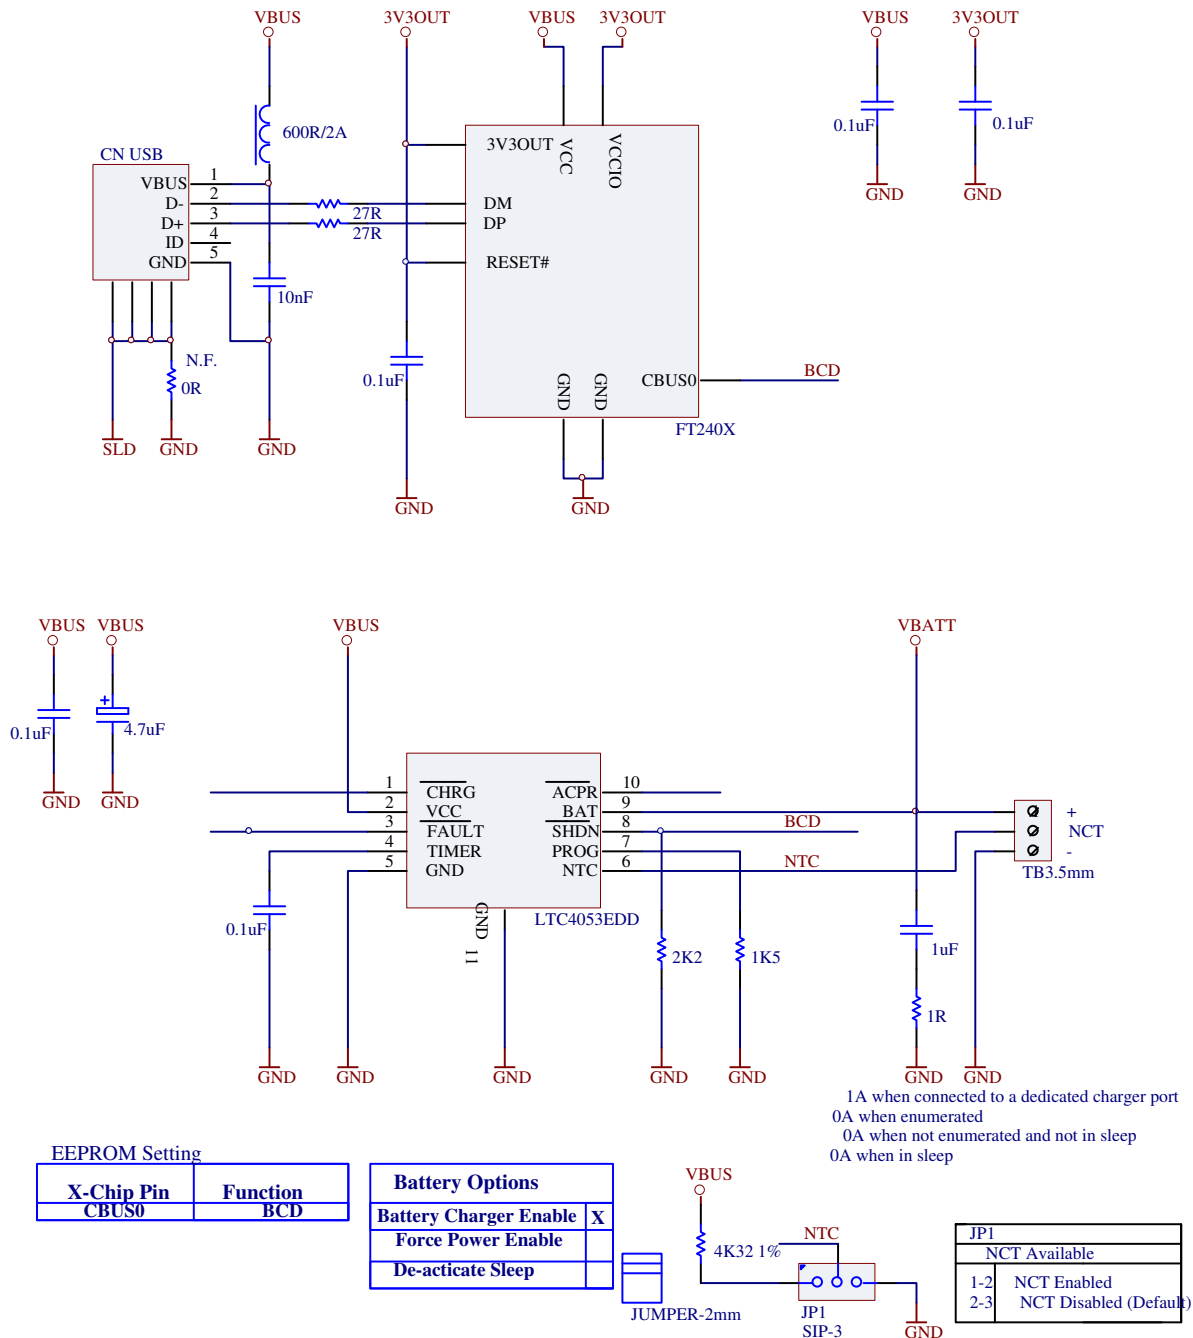 VBUS
3V3OUT
VBUS
3V3OUT
VBUS
3V3OUT
600R/2A
0.1uF
0.1uF
GND
GND
CN USB
VBUS 1
D- 2
D+ 3
ID 4
GND 5
27R
27R
10nF
N.F.
0R
SLD
GND
GND
0.1uF
GND
3V3OUT
VCC
VCCIO
DM
DP
RESET#
GND
GND
CBUS0
BCD
FT240X
GND
VBUS
VBUS
VBUS
VBATT
0.1uF
4.7uF
GND
GND
1 CHRG
2 VCC
3 FAULT
4 TIMER
5 GND
ACPR 10
BAT 9
SHDN 8
PROG 7
NTC 6
GND 11
LTC4053EDD
BCD
NTC
+
NCT
-
TB3.5mm
0.1uF
2K2
1K5
1uF
1R
GND
GND
GND
GND
GND
GND
GND
1A when connected to a dedicated charger port
0A when enumerated
0A when not enumerated and not in sleep
0A when in sleep
EEPROM Setting
X-Chip Pin Function
CBUS0 BCD
Battery Options
Battery Charger Enable X
Force Power Enable
De-acticate Sleep
JUMPER-2mm
VBUS
4K32 1%
NTC
JP1
SIP-3
GND
JP1
NCT Available
1-2 NCT Enabled
2-3 NCT Disabled (Default)